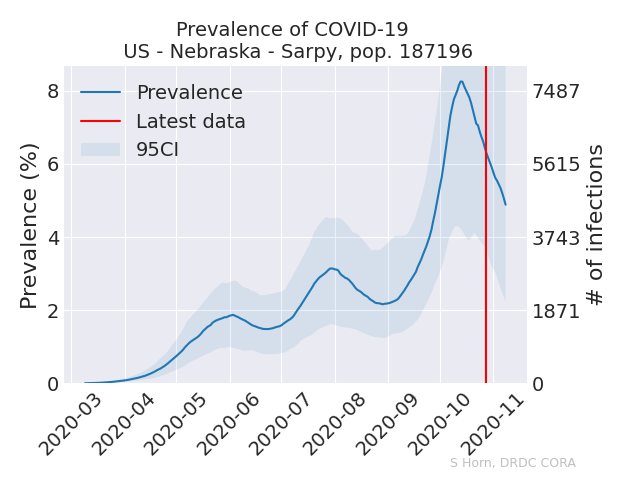 Prevalence of COVID-19
US - Nebraska - Sarpy, pop. 187196
Prevalence
Latest data
95CI
Prevalence (%)
8
6
4
2
0
7487
5615
3743
1871
0
# of infections
2020-03
2020-04
2020-05
2020-06
2020-07
2020-08
2020-09
2020-10
2020-11
S Horn, DRDC CORA